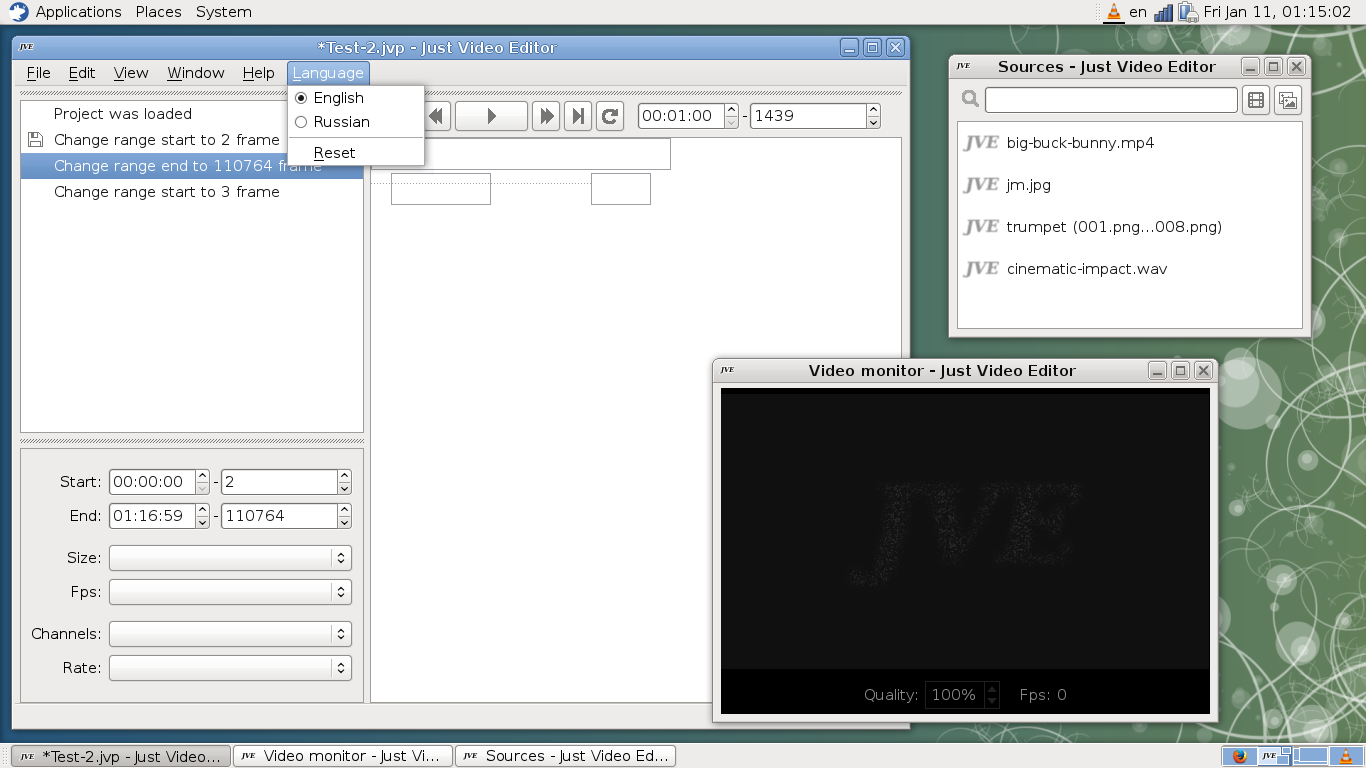 Applications Places System
en Fri Jan 11, 01:15:02
JVE *Test-2.jvp - Just Video Editor
File Edit View Window Help Language
English
Russian
Reset
Project was loaded
Change range start to 2 frame
Change range end to 110764 frame
Change range start to 3 frame
00:01:00 - 1439
Start: 00:00:00 - 2
End: 01:16:59 - 110764
Size:
Fps:
Channels:
Rate:
JVE Sources - Just Video Editor
JVE big-buck-bunny.mp4
JVE jm.jpg
JVE trumpet (001.png...008.png)
JVE cinematic-impact.wav
JVE Video monitor - Just Video Editor
JVE
Quality: 100% Fps: 0
JVE *Test-2.jvp - Just Video... JVE Video monitor - Just Vi... JVE Sources - Just Video Ed... JVE